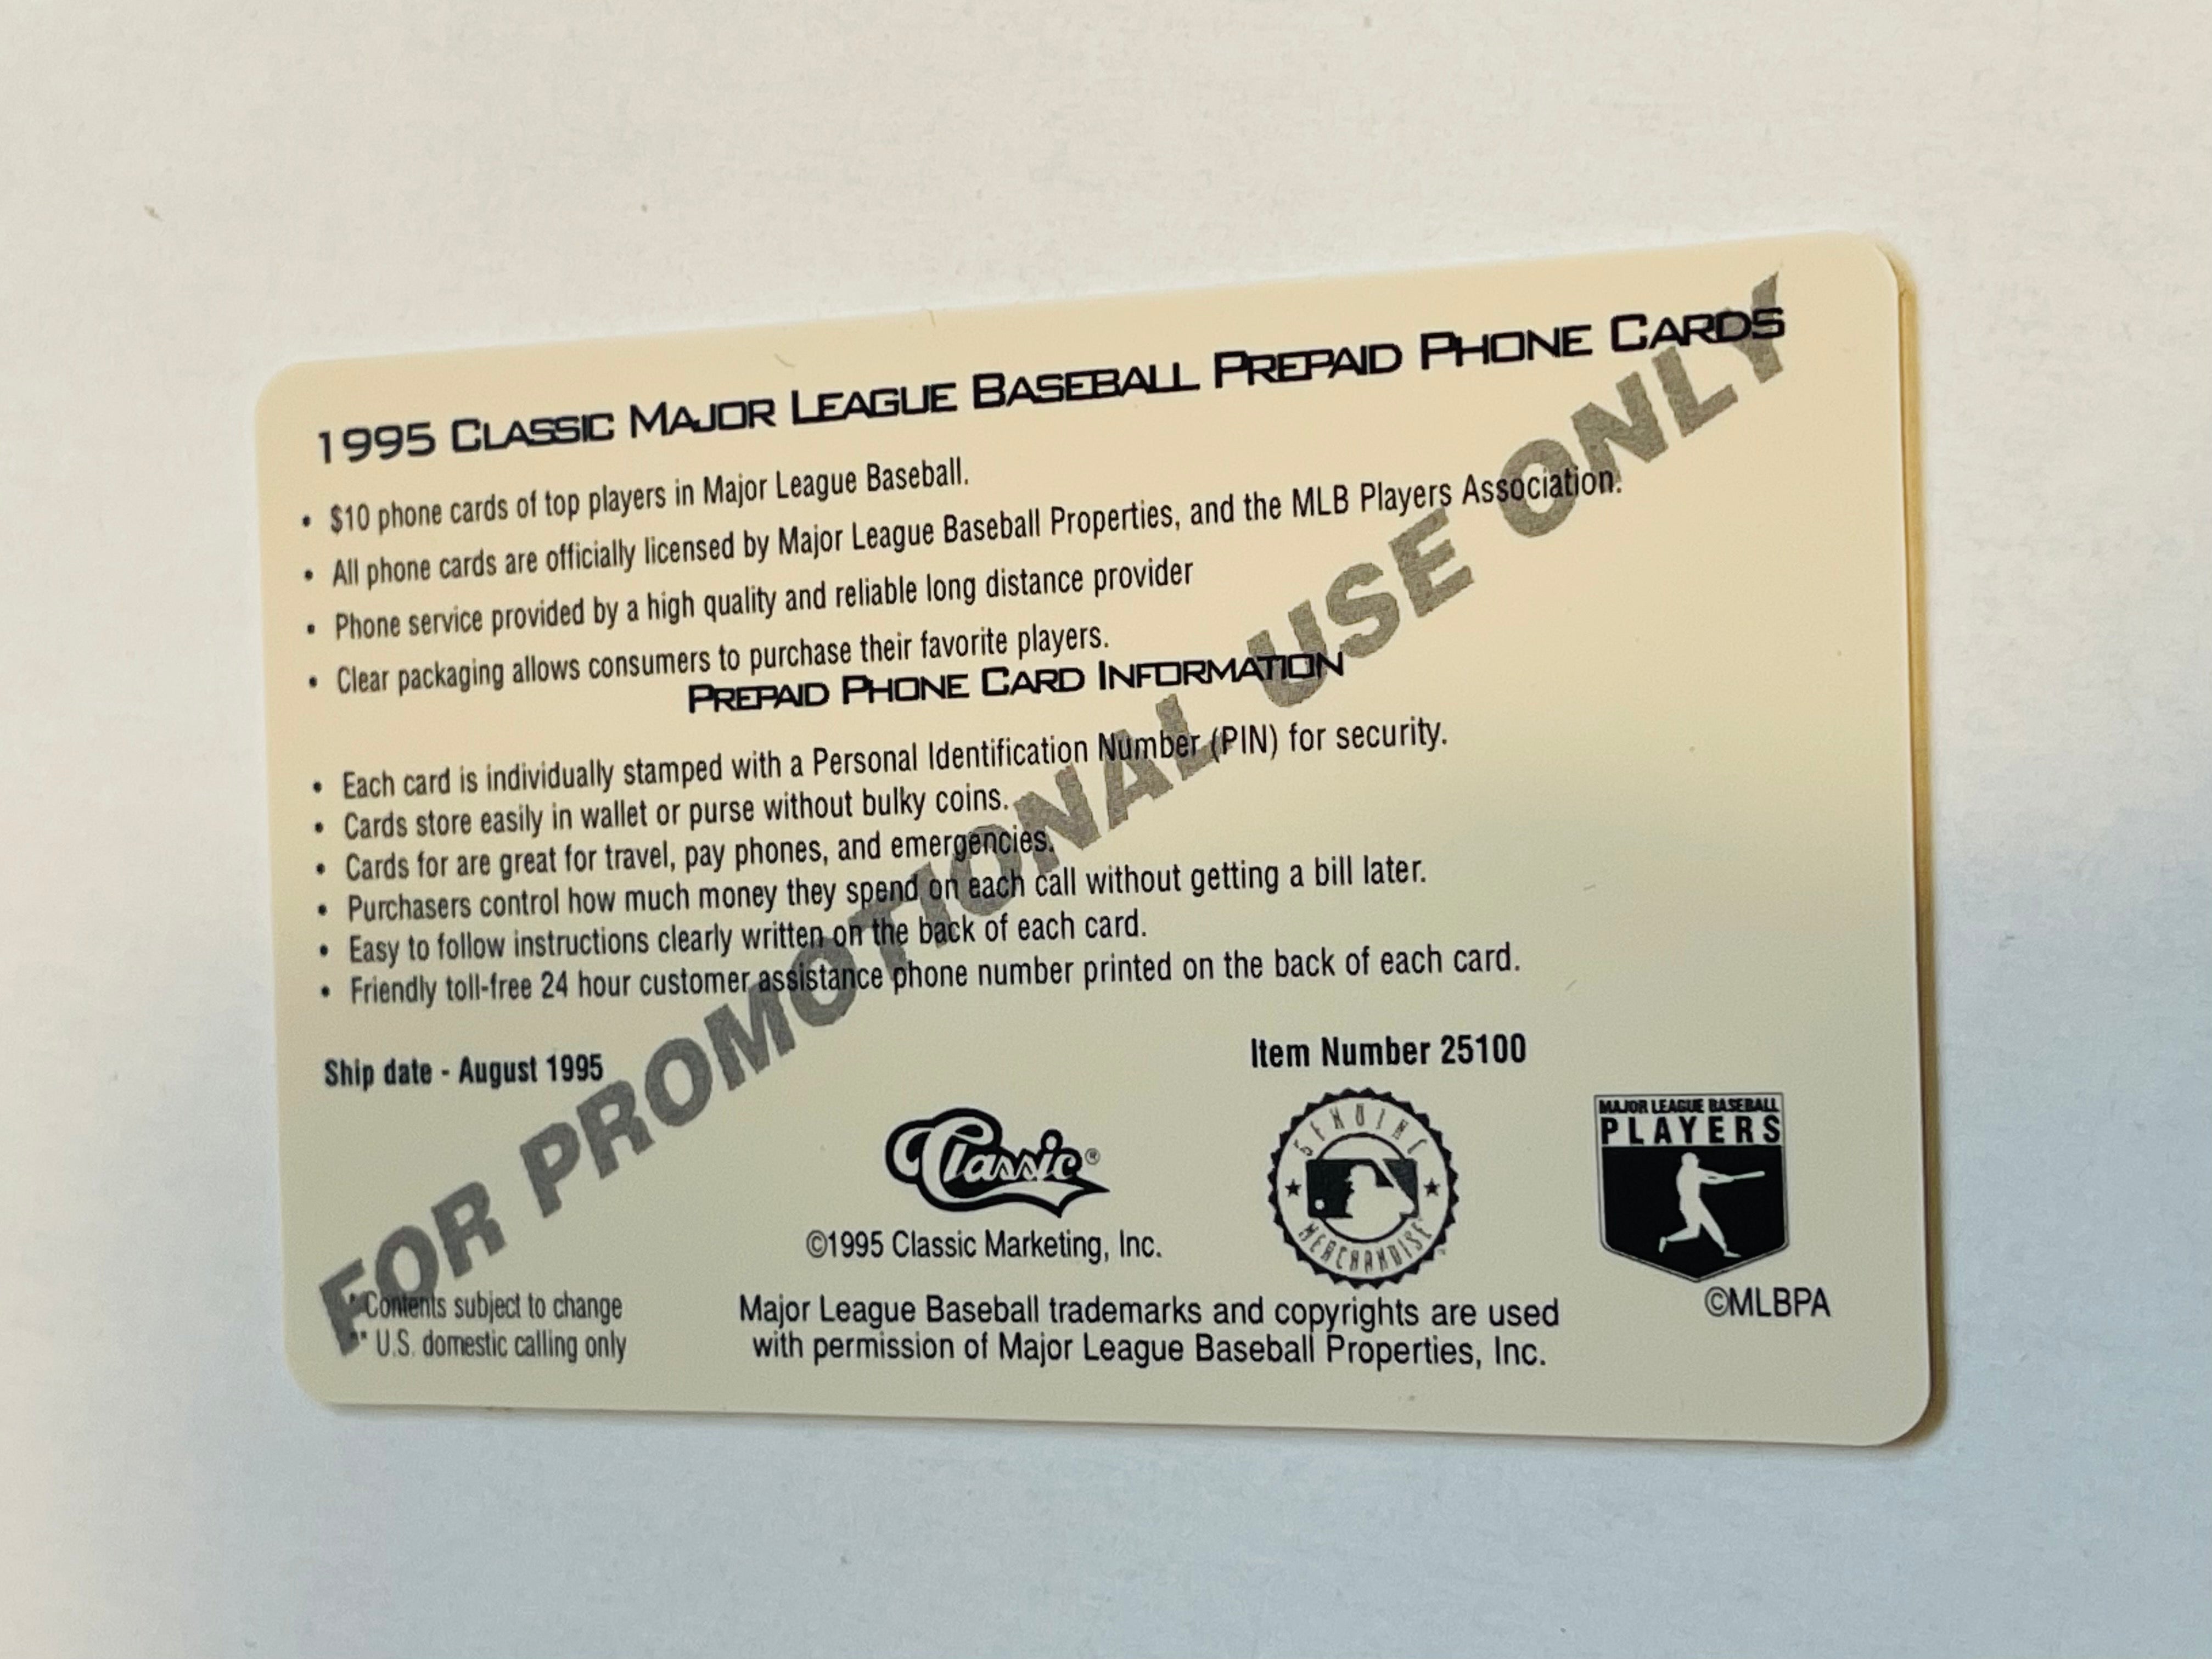 1995 CLASSIC MAJOR LEAGUE BASEBALL PREPAID PHONE CARDS
• $10 phone cards of top players in Major League Baseball.
• All phone cards are officially licensed by Major League Baseball Properties, and the MLB Players Association.
• Phone service provided by a high quality and reliable long distance provider
• Clear packaging allows consumers to purchase their favorite players.
PREPAID PHONE CARD INFORMATION
• Each card is individually stamped with a Personal Identification Number (PIN) for security.
• Cards store easily in wallet or purse without bulky coins.
• Cards for are great for travel, pay phones, and emergencies.
• Purchasers control how much money they spend on each call without getting a bill later.
• Easy to follow instructions clearly written on the back of each card.
• Friendly toll-free 24 hour customer assistance phone number printed on the back of each card.
FOR PROMOTIONAL USE ONLY
Ship date - August 1995
Item Number 25100
Classic®
©1995 Classic Marketing, Inc.
GENUINE
MERCHANDISE
MAJOR LEAGUE BASEBALL
PLAYERS
©MLBPA
* Contents subject to change
** U.S. domestic calling only
Major League Baseball trademarks and copyrights are used
with permission of Major League Baseball Properties, Inc.